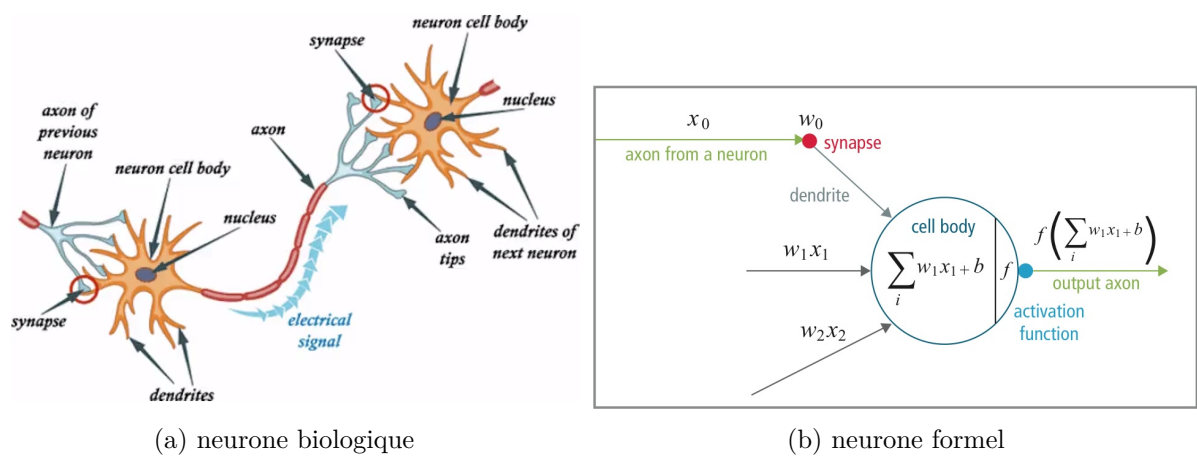 neuron cell body
synapse
nucleus
axon of
previous
neuron
axon
neuron cell body
nucleus
dendrites of
next neuron
axon
tips
synapse
electrical
signal
dendrites
(a) neurone biologique
x0
w0
axon from a neuron
synapse
dendrite
cell body
w1x1
∑ w1x1 + b
i
f
f(∑ w1x1 + b)
i
output axon
activation
function
w2x2
(b) neurone formel